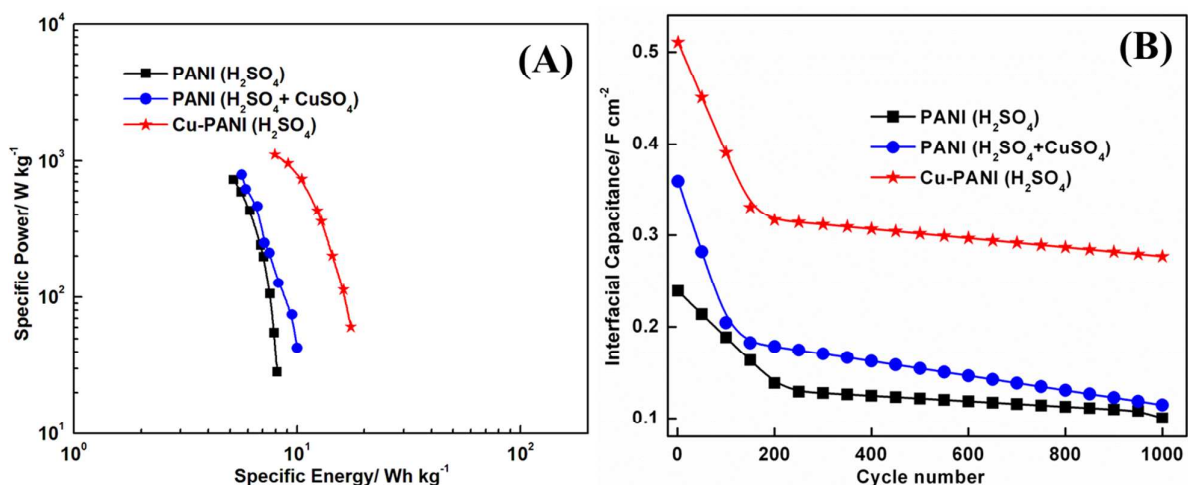 (A)
PANI (H₂SO₄)
PANI (H₂SO₄+ CuSO₄)
Cu-PANI (H₂SO₄)
10⁴
10³
10²
10¹
10⁰ 10¹ 10²
Specific Power/ W kg⁻¹
Specific Energy/ Wh kg⁻¹
(B)
PANI (H₂SO₄)
PANI (H₂SO₄+CuSO₄)
Cu-PANI (H₂SO₄)
0.5
0.4
0.3
0.2
0.1
0 200 400 600 800 1000
Interfacial Capacitance/ F cm⁻²
Cycle number